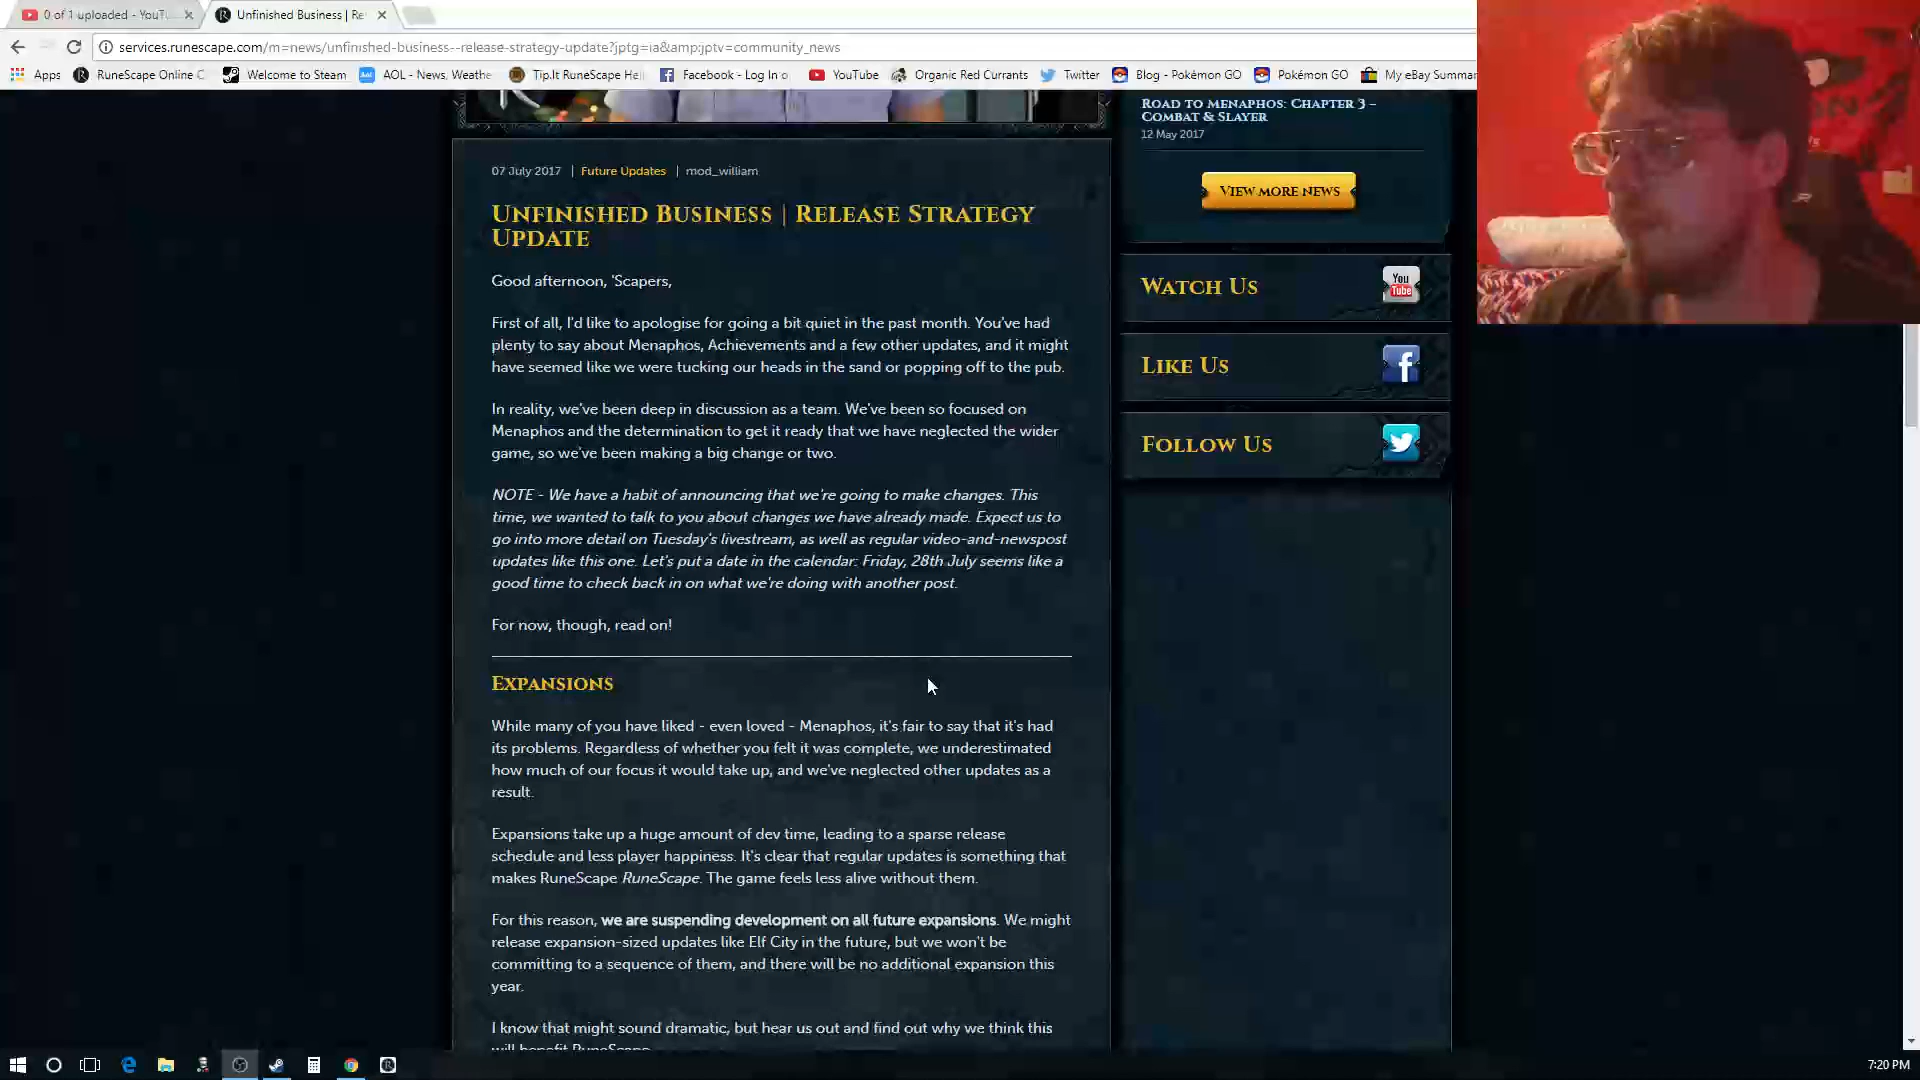 0 of 1 uploaded - YouT
Unfinished Business | Re
services.runescape.com/m=news/unfinished-business--release-strategy-update?jptg=ia&amp;jptv=community_news
Apps
RuneScape Online C
Welcome to Steam
Aol
AOL - News, Weathe
Tip.It RuneScape He
Facebook - Log In o
YouTube
Organic Red Currants
Twitter
Blog - Pokémon GO
Pokémon GO
My eBay Summar
07 July 2017 | Future Updates | mod_william
Unfinished Business | Release Strategy
Update
Good afternoon, 'Scapers,
First of all, I'd like to apologise for going a bit quiet in the past month. You've had
plenty to say about Menaphos, Achievements and a few other updates, and it might
have seemed like we were tucking our heads in the sand or popping off to the pub.
In reality, we've been deep in discussion as a team. We've been so focused on
Menaphos and the determination to get it ready that we have neglected the wider
game, so we've been making a big change or two.
NOTE - We have a habit of announcing that we're going to make changes. This
time, we wanted to talk to you about changes we have already made. Expect us to
go into more detail on Tuesday's livestream, as well as regular video-and-newspost
updates like this one. Let's put a date in the calendar: Friday, 28th July seems like a
good time to check back in on what we're doing with another post.
For now, though, read on!
Expansions
While many of you have liked - even loved - Menaphos, it's fair to say that it's had
its problems. Regardless of whether you felt it was complete, we underestimated
how much of our focus it would take up, and we've neglected other updates as a
result.
Expansions take up a huge amount of dev time, leading to a sparse release
schedule and less player happiness. It's clear that regular updates is something that
makes RuneScape RuneScape. The game feels less alive without them.
For this reason, we are suspending development on all future expansions. We might
release expansion-sized updates like Elf City in the future, but we won't be
committing to a sequence of them, and there will be no additional expansion this
year.
I know that might sound dramatic, but hear us out and find out why we think this
will benefit RuneScape.
Road to Menaphos: Chapter 3 –
Combat & Slayer
12 May 2017
View more news
Watch Us
You
Tube
Like Us
Follow Us
7:20 PM